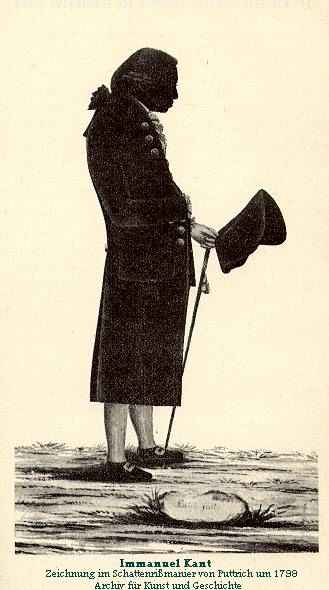 Immanuel Kant
Zeichnung im Schattenrißmanier von Puttrich um 1798
Archiv für Kunst und Geschichte